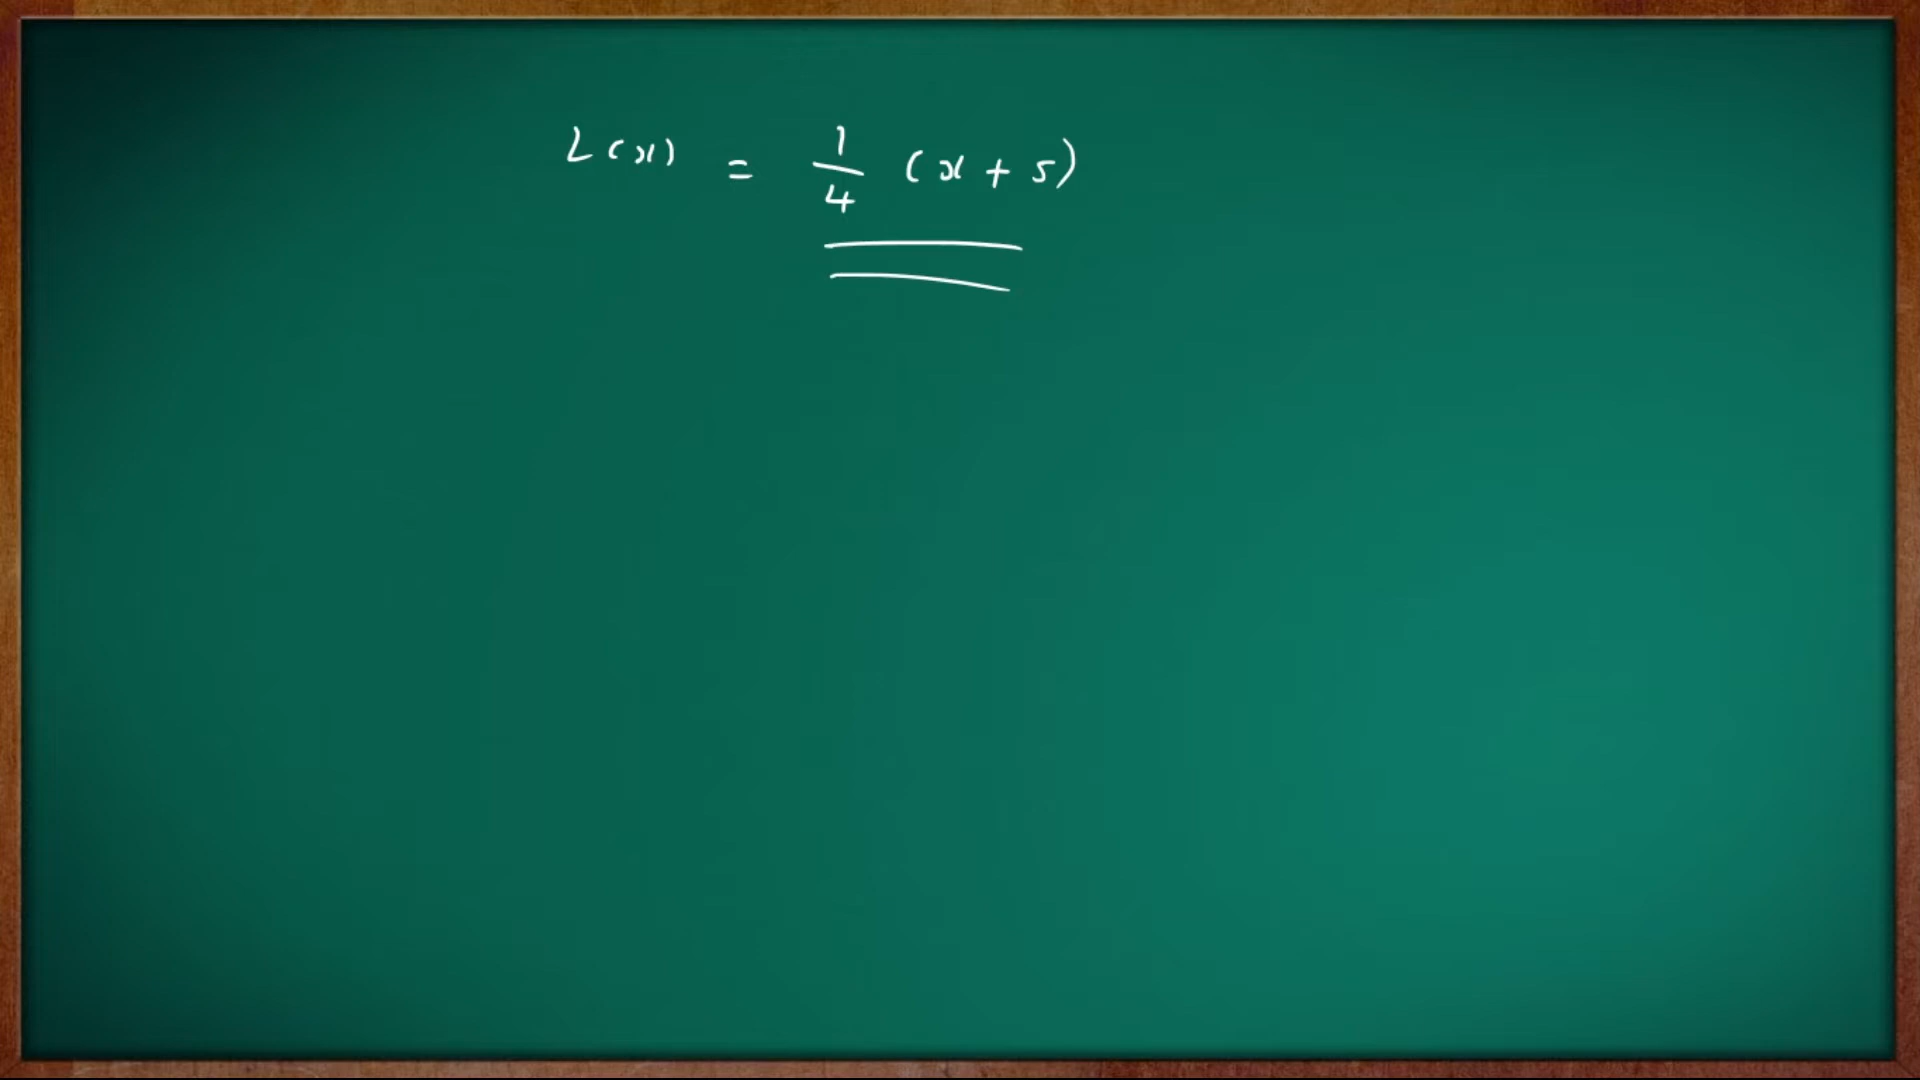 L(x) = 1/4 (x + 5)